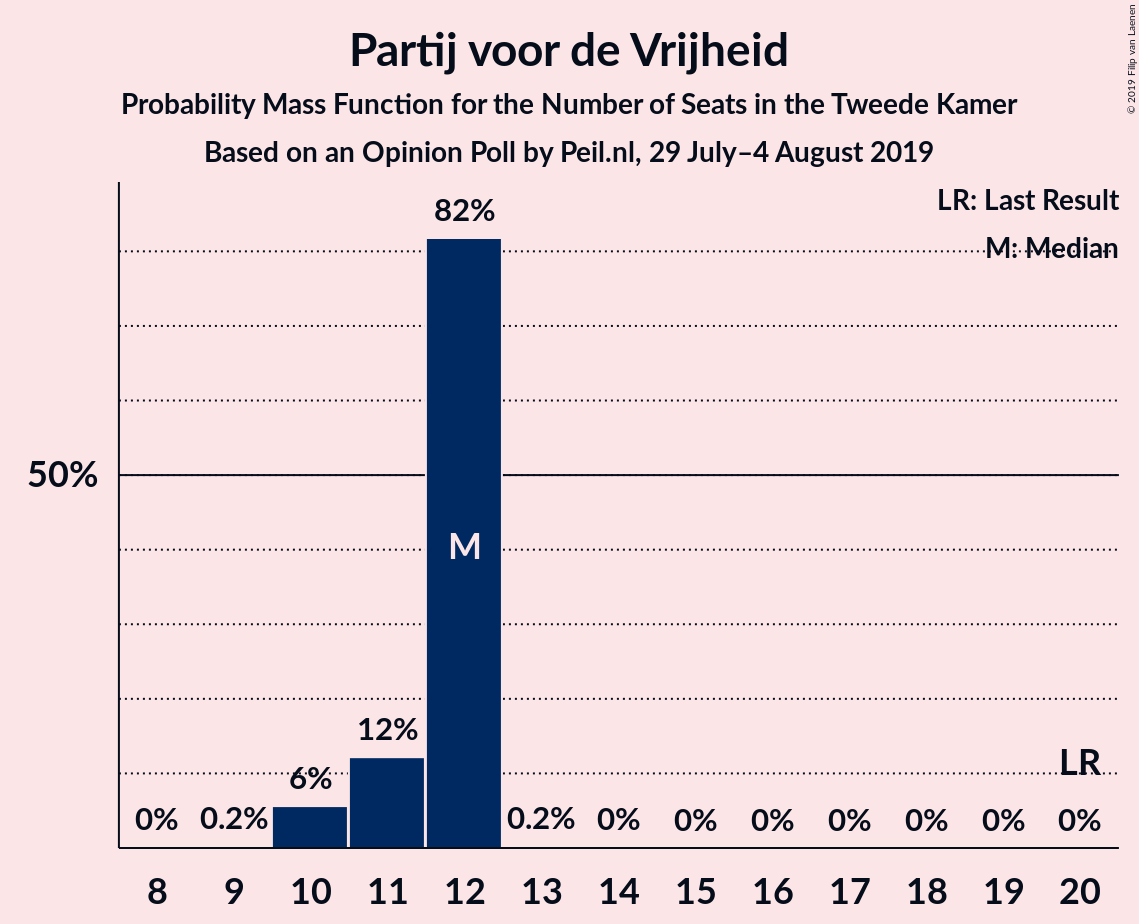 Partij voor de Vrijheid
Probability Mass Function for the Number of Seats in the Tweede Kamer
Based on an Opinion Poll by Peil.nl, 29 July–4 August 2019
© 2019 Filip van Laenen
LR: Last Result
M: Median
82%
50%
M
12%
6%
LR
0% 0.2% 0.2% 0% 0% 0% 0% 0% 0% 0%
8 9 10 11 12 13 14 15 16 17 18 19 20